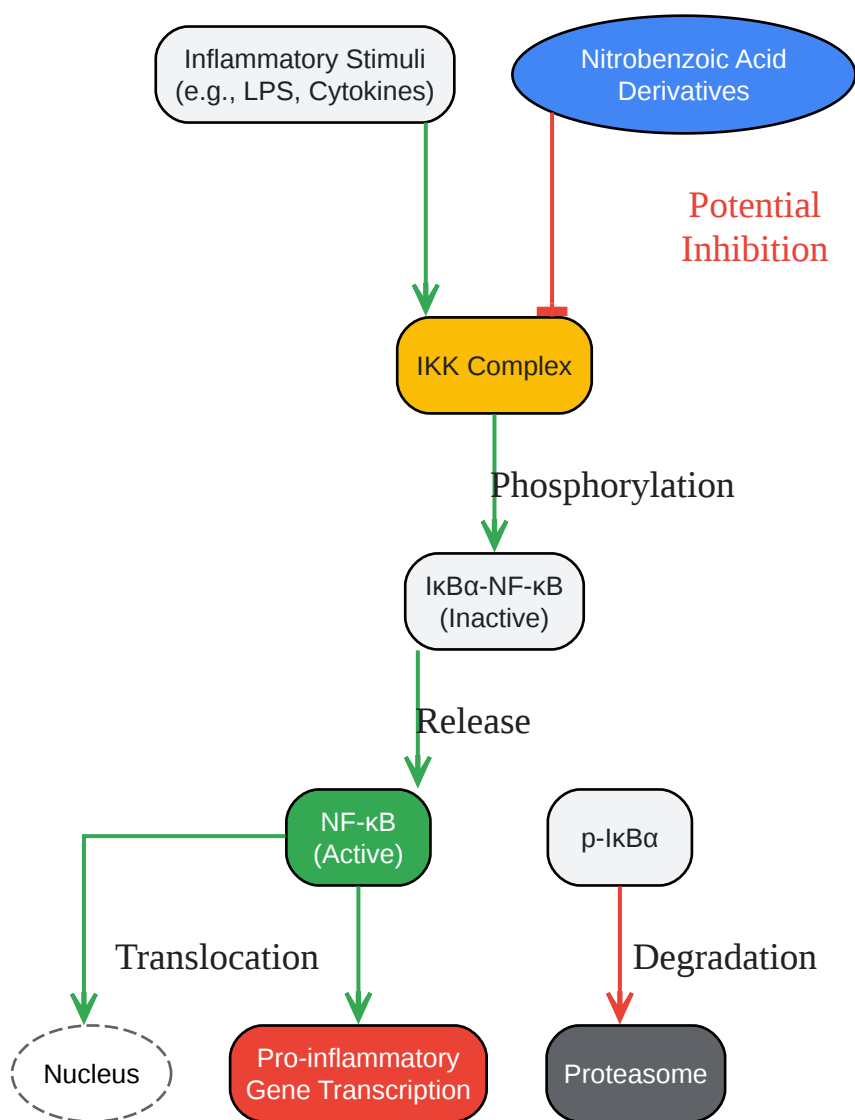 Inflammatory Stimuli
(e.g., LPS, Cytokines)
Nitrobenzoic Acid
Derivatives
Potential
Inhibition
IKK Complex
Phosphorylation
IκBα-NF-κB
(Inactive)
Release
NF-κB
(Active)
p-IκBα
Translocation
Degradation
Nucleus
Pro-inflammatory
Gene Transcription
Proteasome